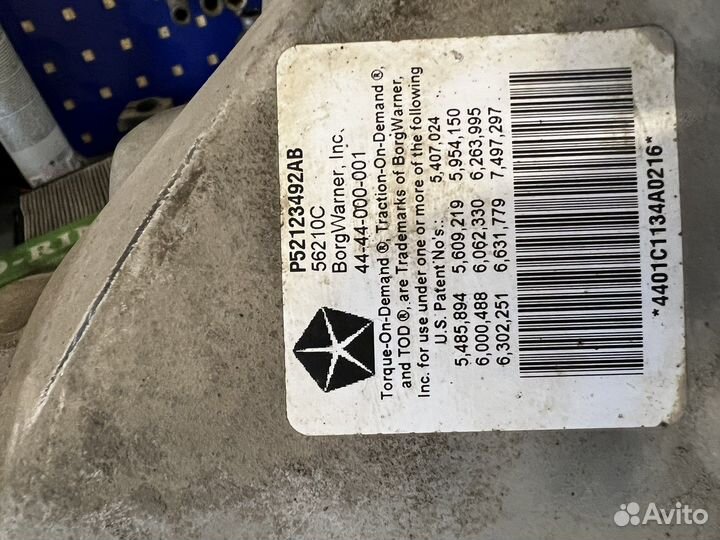 P52123492AB
56210C
BorgWarner, Inc.
44-44-000-001
Torque-On-Demand ®, Traction-On-Demand ®,
and TOD ®, are Trademarks of BorgWarner,
Inc. for use under one or more of the following
U.S. Patent No's.: 5,407,024
5,485,894 5,609,219 5,954,150
6,000,488 6,062,330 6,263,995
6,302,251 6,631,779 7,497,297
*4401C1134A0216*
Avito